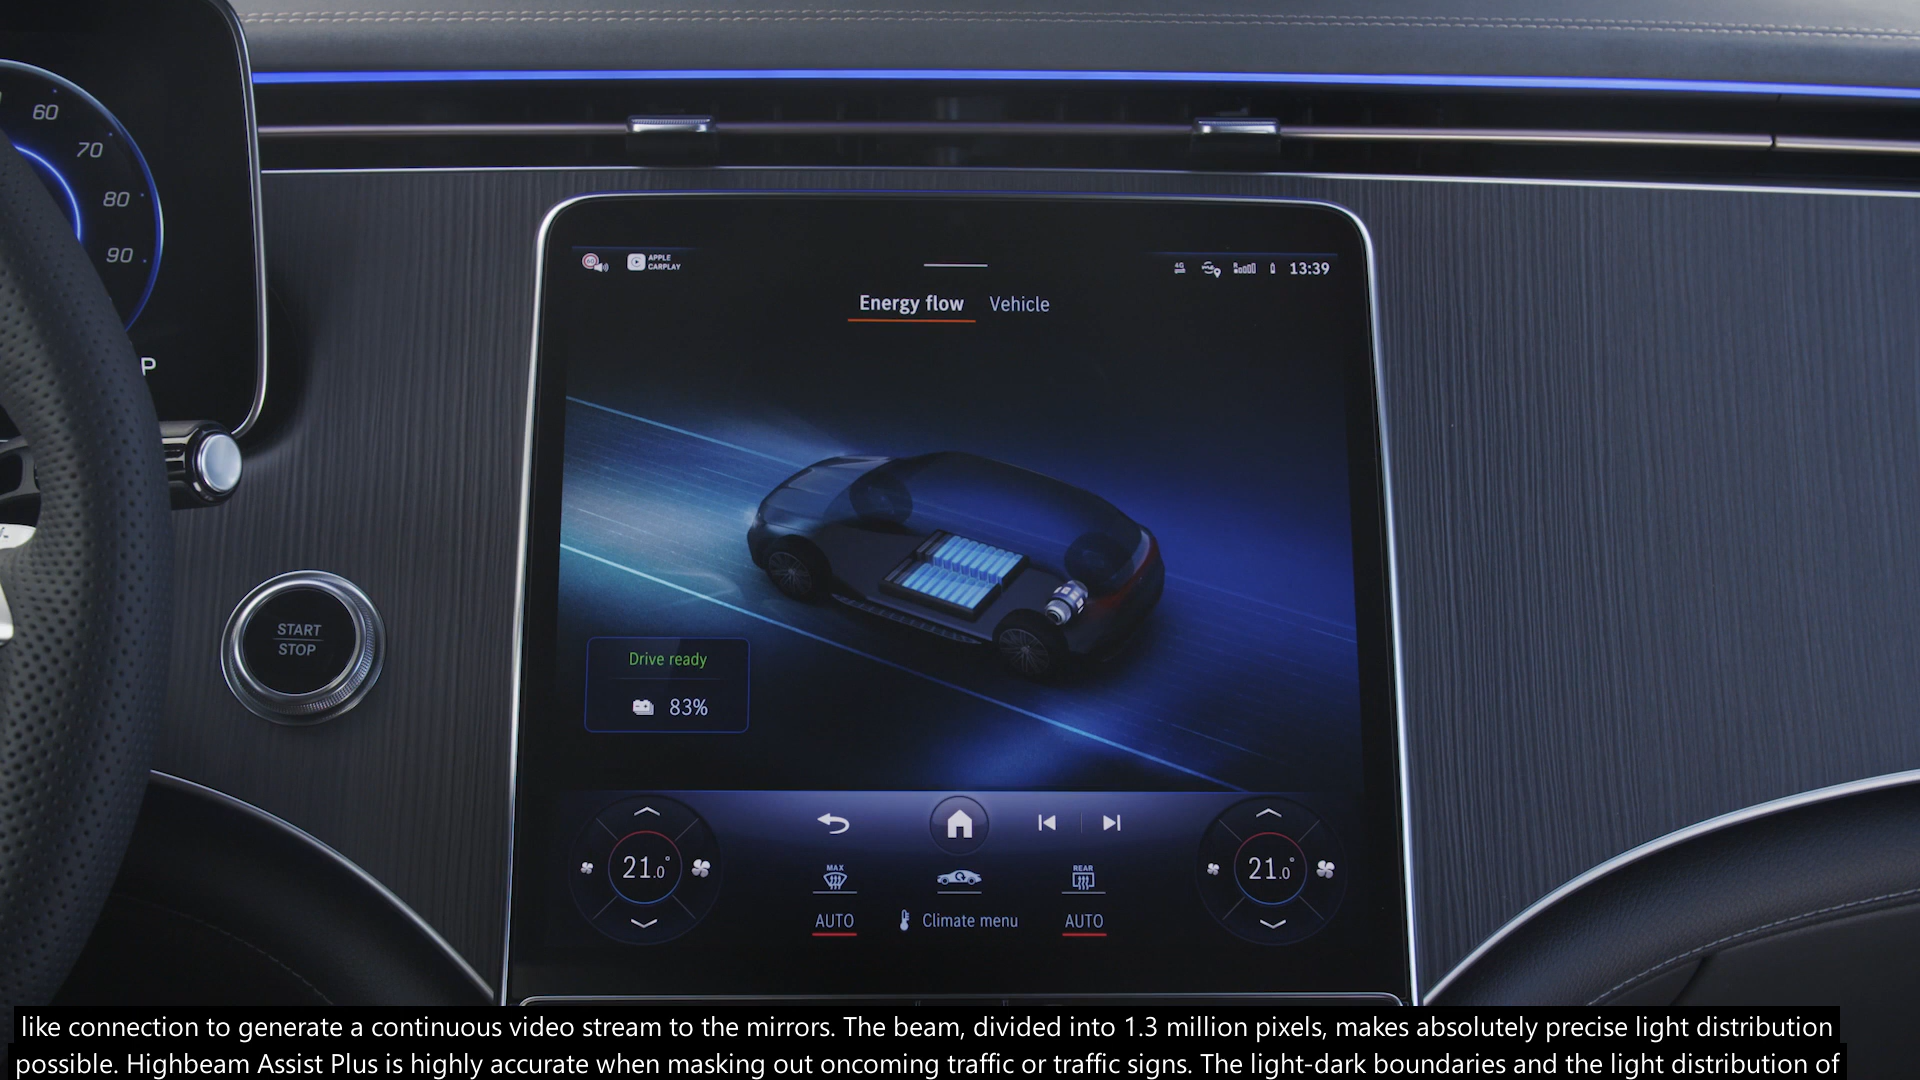 60
70
80
90
P
APPLE
CARPLAY
4G
13:39
Energy flow Vehicle
Drive ready
83%
START
STOP
21.0°
MAX
REAR
21.0°
AUTO
Climate menu
AUTO
like connection to generate a continuous video stream to the mirrors. The beam, divided into 1.3 million pixels, makes absolutely precise light distribution
possible. Highbeam Assist Plus is highly accurate when masking out oncoming traffic or traffic signs. The light-dark boundaries and the light distribution of